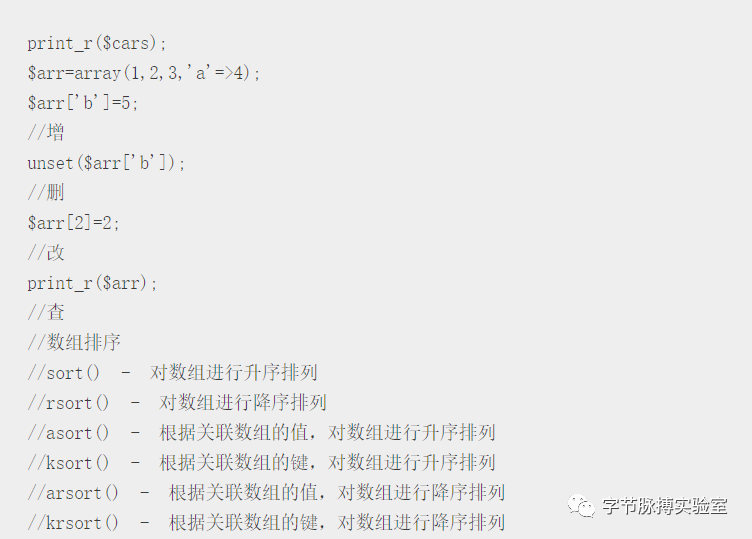 print_r($cars);
$arr=array(1,2,3,'a'=>4);
$arr['b']=5;
//增
unset($arr['b']);
//删
$arr[2]=2;
//改
print_r($arr);
//查
//数组排序
//sort() - 对数组进行升序排列
//rsort() - 对数组进行降序排列
//asort() - 根据关联数组的值，对数组进行升序排列
//ksort() - 根据关联数组的键，对数组进行升序排列
//arsort() - 根据关联数组的值，对数组进行降序排列
//krsort() - 根据关联数组的键，对数组进行降序排列
字节脉搏实验室